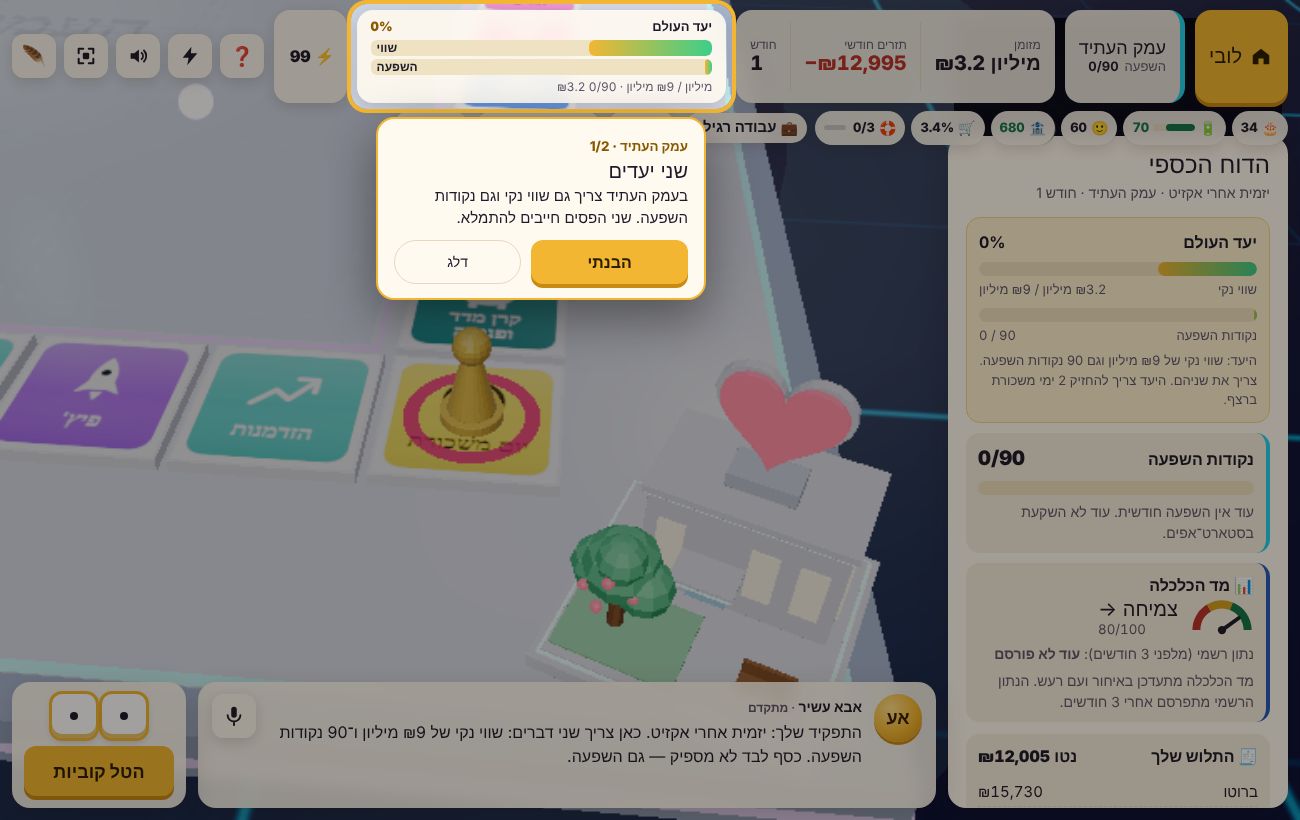 לובי
עמק העתיד
השפעה 0/90
מזומן
₪3.2 מיליון
תזרים חודשי
−₪12,995
חודש
1
יעד העולם
0%
שווי
השפעה
₪3.2 מיליון / ₪9 מיליון · 0/90
99
34
70
60
680
3.4%
0/3
עבודה רגיל
עמק העתיד · 1/2
שני יעדים
בעמק העתיד צריך גם שווי נקי וגם נקודות
השפעה. שני הפסים חייבים להתמלא.
הבנתי
דלג
הדוח הכספי
יזמית אחרי אקזיט · עמק העתיד · חודש 1
יעד העולם
0%
שווי נקי
₪3.2 מיליון / ₪9 מיליון
נקודות השפעה
0 / 90
היעד: שווי נקי של ₪9 מיליון וגם 90 נקודות השפעה.
צריך את שניהם. היעד צריך להחזיק 2 ימי משכורת
ברצף.
נקודות השפעה
0/90
עוד אין השפעה חודשית. עוד לא השקעת
בסטארט־אפים.
מד הכלכלה
צמיחה →
80/100
נתון רשמי (מלפני 3 חודשים): עוד לא פורסם
מד הכלכלה מתעדכן באיחור ועם רעש. הנתון
הרשמי מתפרסם אחרי 3 חודשים.
התלוש שלך
נטו ₪12,005
ברוטו
₪15,730
קרן מדד
ופנסיה
יום משכורת
הזדמנות
פיץ'
אע
אבא עשיר · מתקדם
התפקיד שלך: יזמית אחרי אקזיט. כאן צריך שני דברים: שווי נקי של ₪9 מיליון ו־90 נקודות
השפעה. כסף לבד לא מספיק — גם השפעה.
הטל קוביות